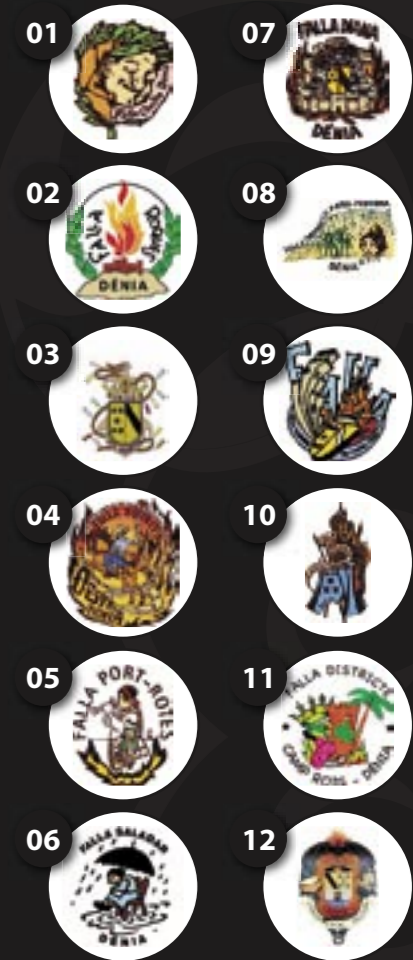 01
02
FALLA
DÉNIA
03
04
OEST
05
FALLA PORT-ROTES
06
FALLA SALADAR
DÉNIA
07
FALLA DIANA
DÉNIA
08
DÉNIA
09
FALLA
10
11
FALLA DISTRICTE
CAMP ROIG - DÉNIA
12